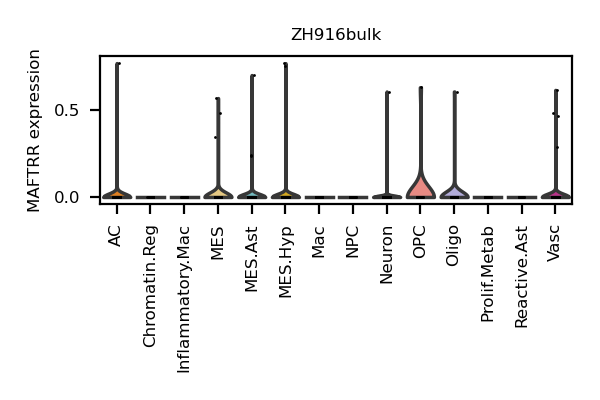 ZH916bulk
MAFTRR expression
0.5
0.0
AC
Chromatin.Reg
Inflammatory.Mac
MES
MES.Ast
MES.Hyp
Mac
NPC
Neuron
OPC
Oligo
Prolif.Metab
Reactive.Ast
Vasc